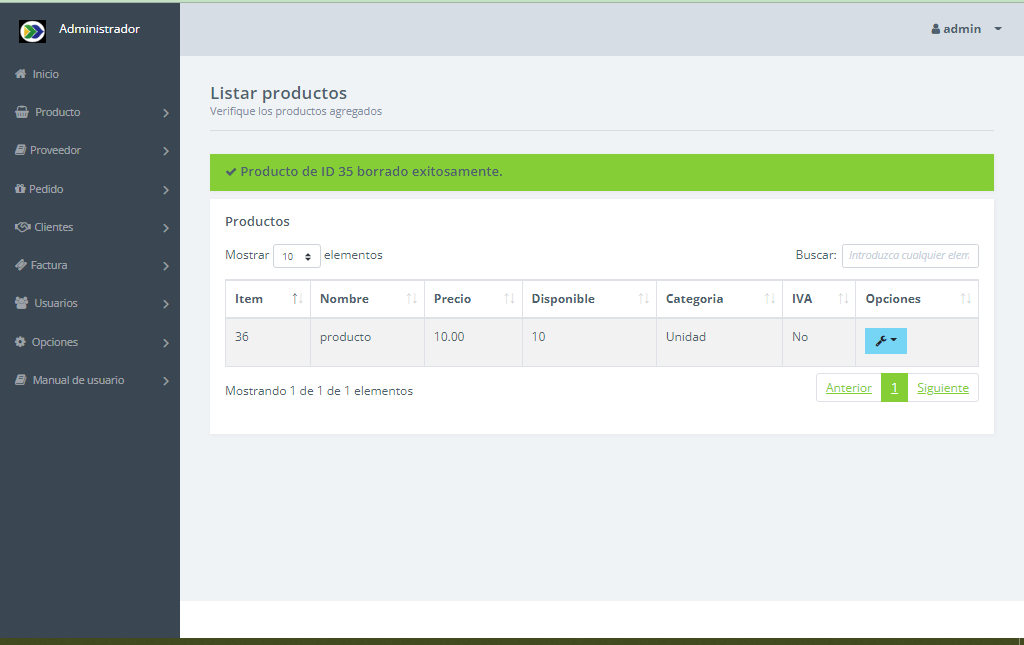 Administrador
admin
Inicio
Producto
Proveedor
Pedido
Clientes
Factura
Usuarios
Opciones
Manual de usuario
Listar productos
Verifique los productos agregados
Producto de ID 35 borrado exitosamente.
Productos
Mostrar 10 elementos
Buscar: Introduzca cualquier elem
Item Nombre Precio Disponible Categoria IVA Opciones
36 producto 10.00 10 Unidad No
Mostrando 1 de 1 de 1 elementos
Anterior 1 Siguiente